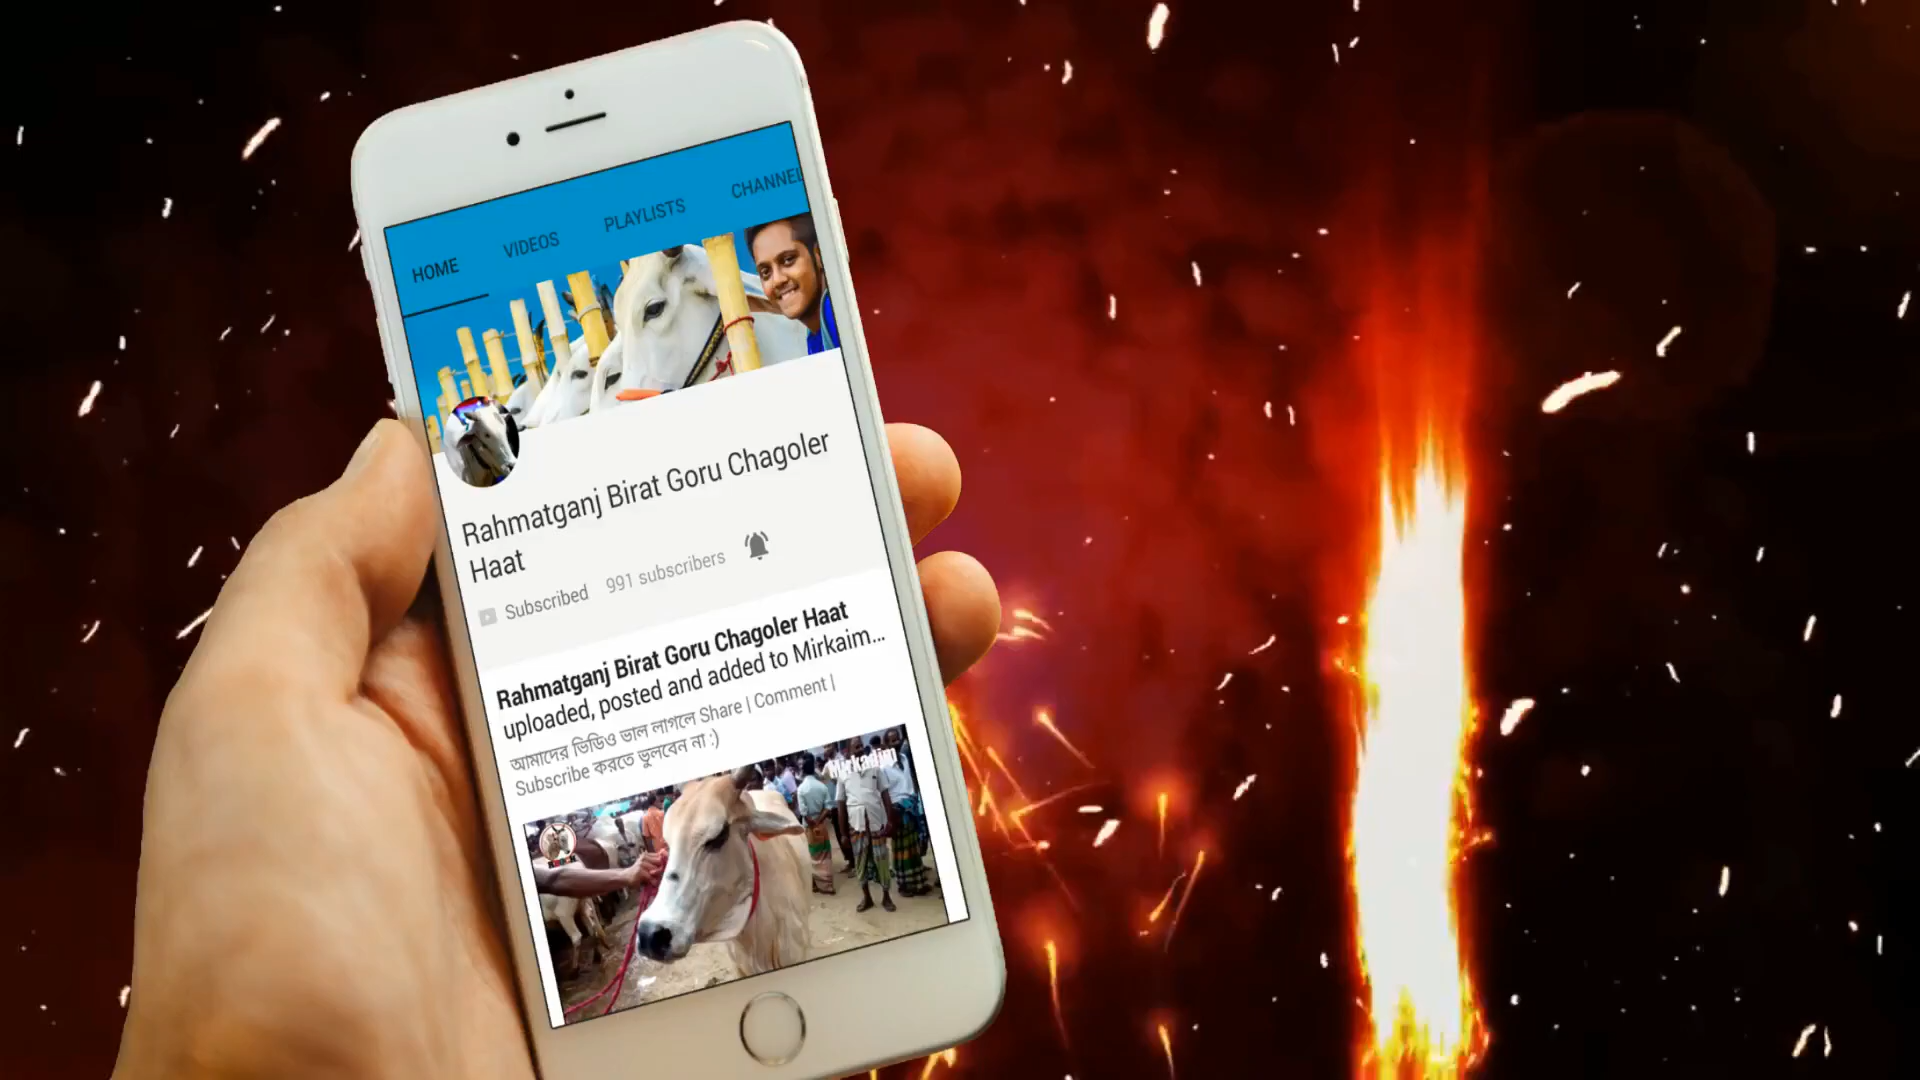 HOME VIDEOS PLAYLISTS CHANNEL
Rahmatganj Birat Goru Chagoler
Haat
Subscribed 991 subscribers
Rahmatganj Birat Goru Chagoler Haat
uploaded, posted and added to Mirkaim...
আমাদের ভিডিও ভাল লাগলে Share | Comment |
Subscribe করতে ভুলবেন না :)